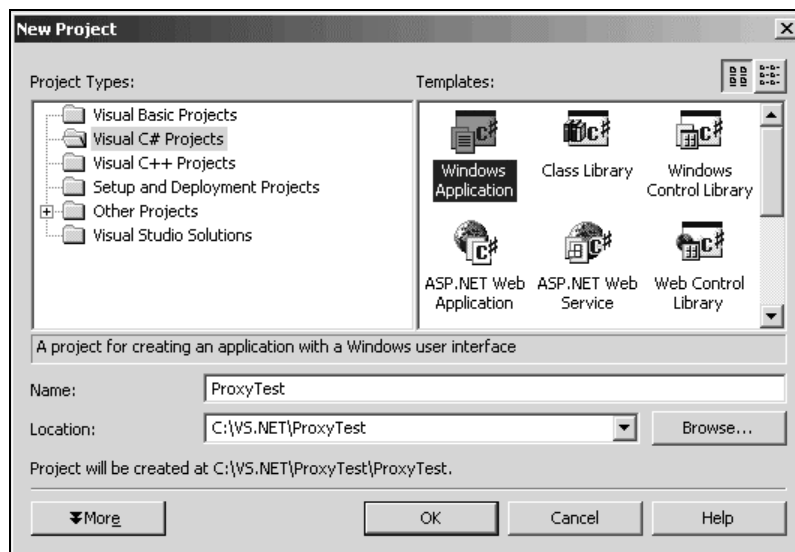 New Project
Project Types:
Templates:
Visual Basic Projects
Visual C# Projects
Visual C++ Projects
Setup and Deployment Projects
Other Projects
Visual Studio Solutions
Windows Application
Class Library
Windows Control Library
ASP.NET Web Application
ASP.NET Web Service
Web Control Library
A project for creating an application with a Windows user interface
Name:
ProxyTest
Location:
C:\VS.NET\ProxyTest
Browse...
Project will be created at C:\VS.NET\ProxyTest\ProxyTest.
More
OK
Cancel
Help